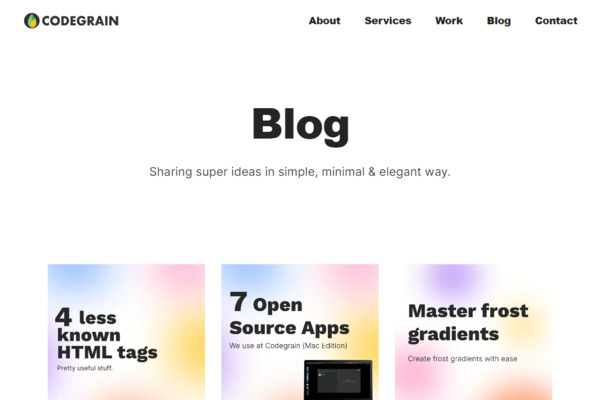 CODEGRAIN
About Services Work Blog Contact
Blog
Sharing super ideas in simple, minimal & elegant way.
4 less
known
HTML tags
Pretty useful stuff.
7 Open
Source Apps
We use at Codegrain (Mac Edition)
Master frost
gradients
Create frost gradients with ease